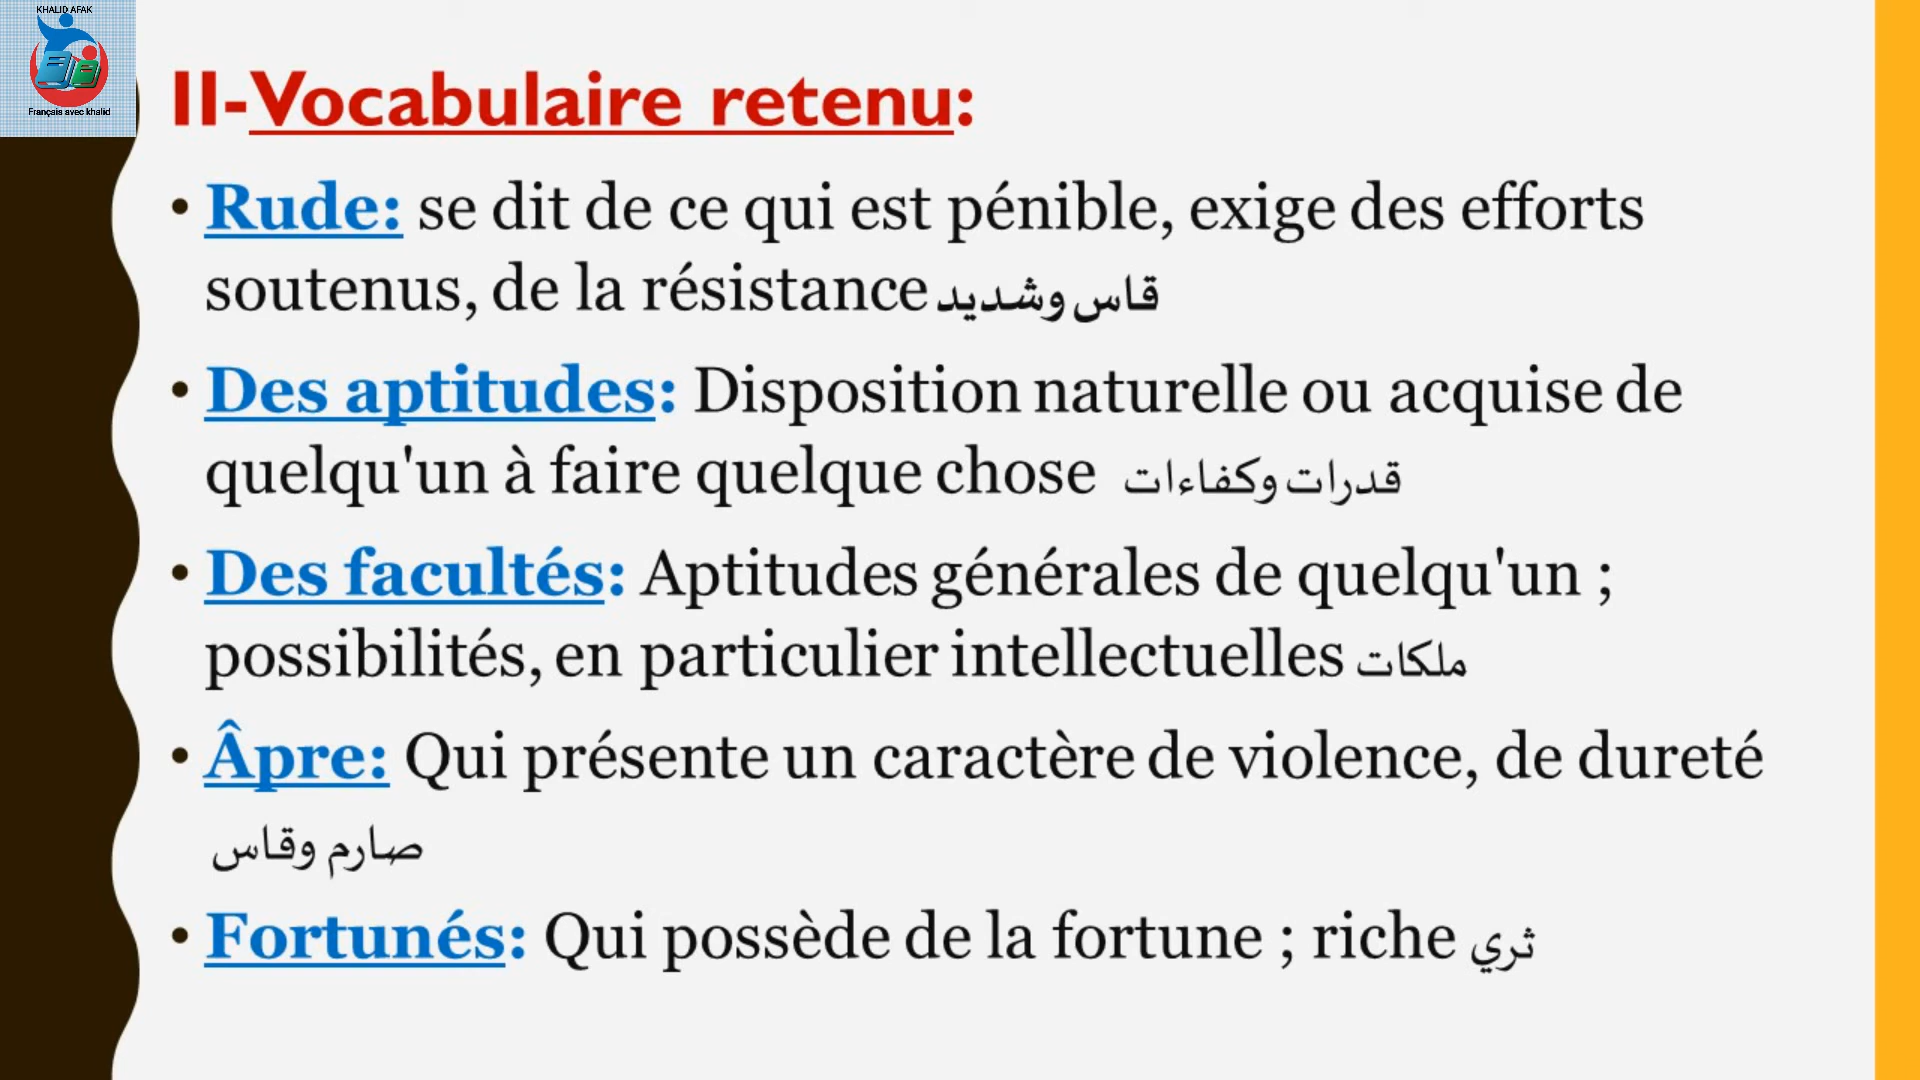 KHALID AFAK
Français avec khalid
II-Vocabulaire retenu:
• Rude: se dit de ce qui est pénible, exige des efforts
soutenus, de la résistance قاس وشديد
• Des aptitudes: Disposition naturelle ou acquise de
quelqu'un à faire quelque chose قدرات وكفاءات
• Des facultés: Aptitudes générales de quelqu'un ;
possibilités, en particulier intellectuelles ملكات
• Âpre: Qui présente un caractère de violence, de dureté
صارم وقاس
• Fortunés: Qui possède de la fortune ; riche ثري